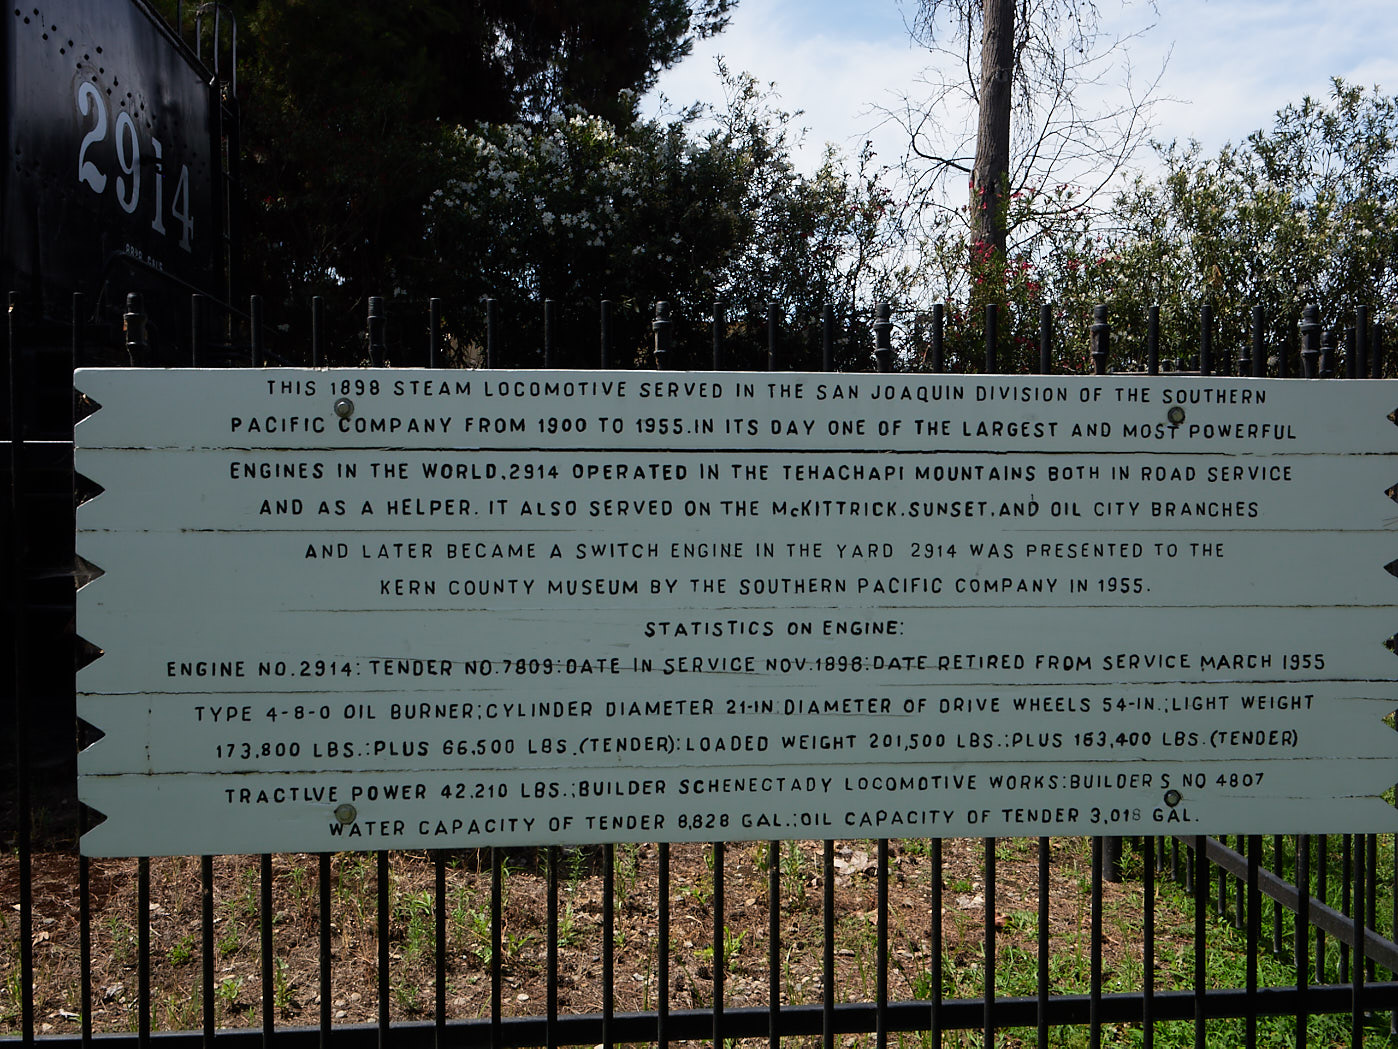 2914
THIS 1898 STEAM LOCOMOTIVE SERVED IN THE SAN JOAQUIN DIVISION OF THE SOUTHERN
PACIFIC COMPANY FROM 1900 TO 1955.IN ITS DAY ONE OF THE LARGEST AND MOST POWERFUL
ENGINES IN THE WORLD,2914 OPERATED IN THE TEHACHAPI MOUNTAINS BOTH IN ROAD SERVICE
AND AS A HELPER. IT ALSO SERVED ON THE McKITTRICK,SUNSET,AND OIL CITY BRANCHES
AND LATER BECAME A SWITCH ENGINE IN THE YARD 2914 WAS PRESENTED TO THE
KERN COUNTY MUSEUM BY THE SOUTHERN PACIFIC COMPANY IN 1955.
STATISTICS ON ENGINE:
ENGINE NO.2914; TENDER NO.7809;DATE IN SERVICE NOV.1898;DATE RETIRED FROM SERVICE MARCH 1955
TYPE 4-8-0 OIL BURNER;CYLINDER DIAMETER 21-IN DIAMETER OF DRIVE WHEELS 54-IN.;LIGHT WEIGHT
173,800 LBS.;PLUS 66,500 LBS.(TENDER);LOADED WEIGHT 201,500 LBS.;PLUS 163,400 LBS.(TENDER)
TRACTLVE POWER 42,210 LBS.;BUILDER SCHENECTADY LOCOMOTIVE WORKS;BUILDER S NO 4807
WATER CAPACITY OF TENDER 8,828 GAL.;OIL CAPACITY OF TENDER 3,018 GAL.